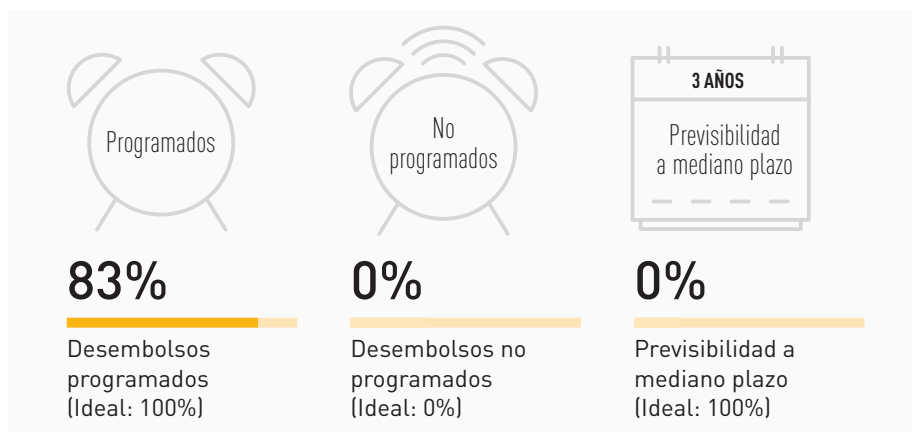 Programados
No
programados
3 AÑOS
Previsibilidad
a mediano plazo
83%
Desembolsos
programados
(Ideal: 100%)
0%
Desembolsos no
programados
(Ideal: 0%)
0%
Previsibilidad a
mediano plazo
(Ideal: 100%)